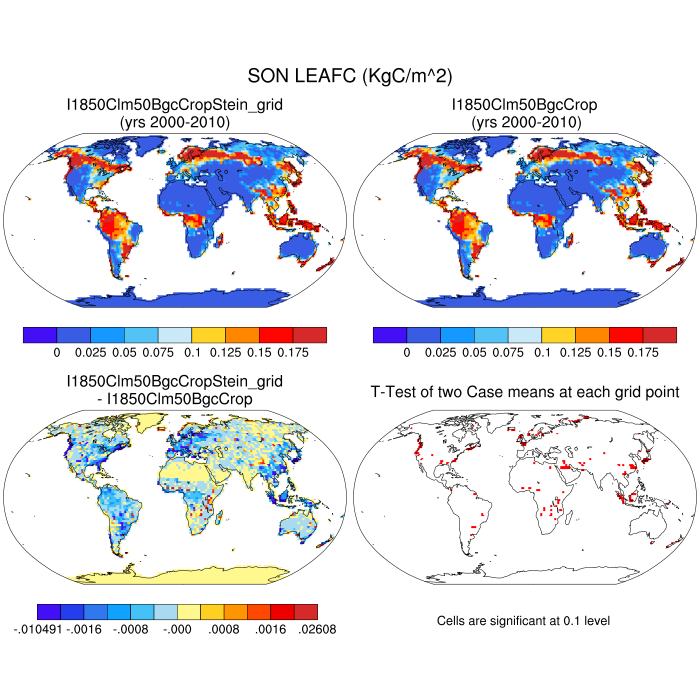 SON LEAFC (KgC/m^2)
I1850Clm50BgcCropStein_grid
(yrs 2000-2010)
I1850Clm50BgcCrop
(yrs 2000-2010)
0 0.025 0.05 0.075 0.1 0.125 0.15 0.175
0 0.025 0.05 0.075 0.1 0.125 0.15 0.175
I1850Clm50BgcCropStein_grid
- I1850Clm50BgcCrop
T-Test of two Case means at each grid point
-.010491 -.0016 -.0008 -.000 .0008 .0016 .02608
Cells are significant at 0.1 level